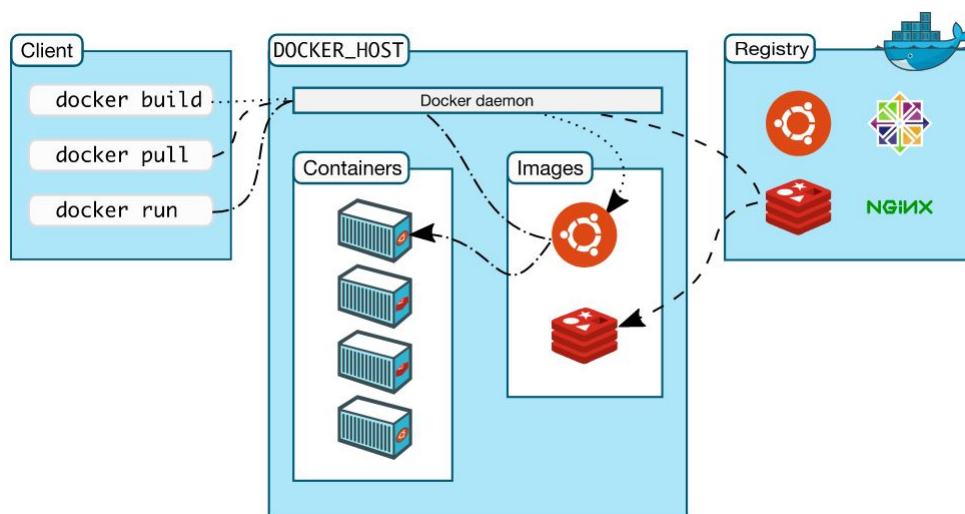 Client
docker build
docker pull
docker run
DOCKER_HOST
Docker daemon
Containers
Images
Registry
NGiNX